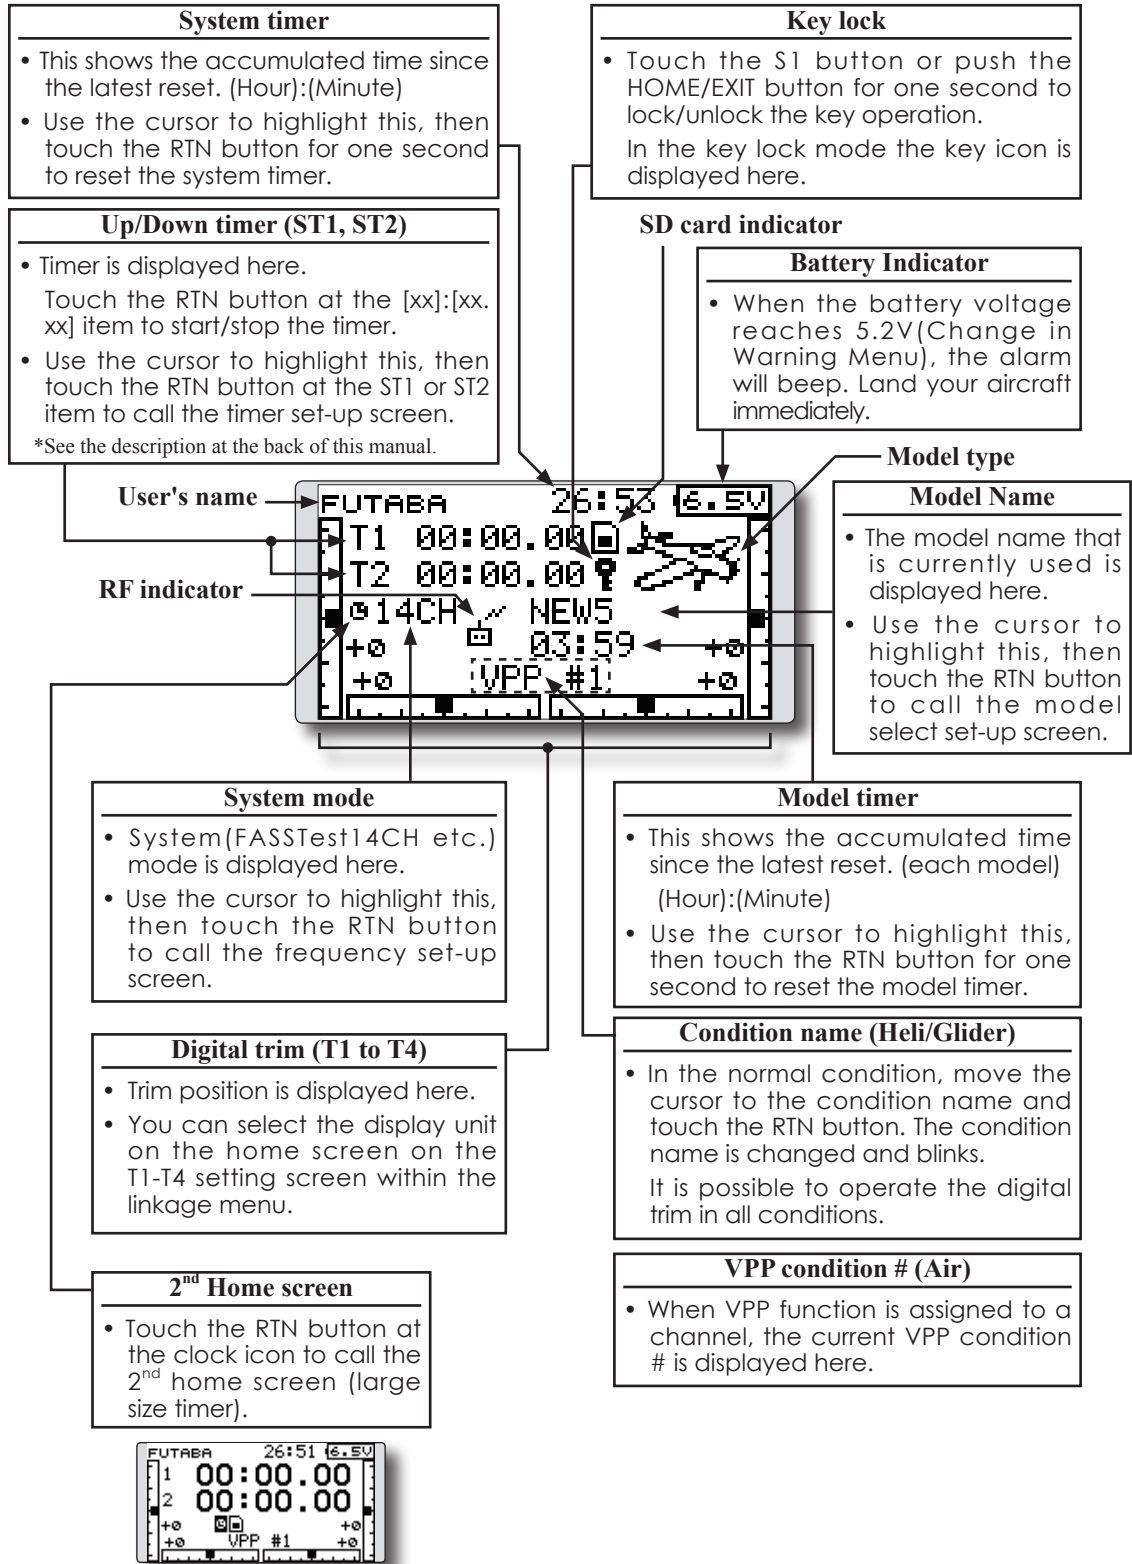 System timer
• This shows the accumulated time since
the latest reset. (Hour):(Minute)
• Use the cursor to highlight this, then
touch the RTN button for one second
to reset the system timer.
Key lock
• Touch the S1 button or push the
HOME/EXIT button for one second to
lock/unlock the key operation.
In the key lock mode the key icon is
displayed here.
Up/Down timer (ST1, ST2)
• Timer is displayed here.
Touch the RTN button at the [xx]:[xx.
xx] item to start/stop the timer.
• Use the cursor to highlight this, then
touch the RTN button at the ST1 or ST2
item to call the timer set-up screen.
*See the description at the back of this manual.
SD card indicator
Battery Indicator
• When the battery voltage
reaches 5.2V(Change in
Warning Menu), the alarm
will beep. Land your aircraft
immediately.
Model type
User's name
RF indicator
FUTABA 26:53 6.5V
T1 00:00.00
T2 00:00.00
14CH NEW5
+0 03:59 +0
+0 VPP #1 +0
Model Name
• The model name that
is currently used is
displayed here.
• Use the cursor to
highlight this, then
touch the RTN button
to call the model
select set-up screen.
System mode
• System(FASSTest14CH etc.)
mode is displayed here.
• Use the cursor to highlight this,
then touch the RTN button
to call the frequency set-up
screen.
Model timer
• This shows the accumulated time
since the latest reset. (each model)
(Hour):(Minute)
• Use the cursor to highlight this,
then touch the RTN button for one
second to reset the model timer.
Digital trim (T1 to T4)
• Trim position is displayed here.
• You can select the display unit
on the home screen on the
T1-T4 setting screen within the
linkage menu.
Condition name (Heli/Glider)
• In the normal condition, move the
cursor to the condition name and
touch the RTN button. The condition
name is changed and blinks.
It is possible to operate the digital
trim in all conditions.
2nd Home screen
• Touch the RTN button at
the clock icon to call the
2nd home screen (large
size timer).
VPP condition # (Air)
• When VPP function is assigned to a
channel, the current VPP condition
# is displayed here.
FUTABA 26:51 6.5V
1 00:00.00
2 00:00.00
+0 +0
+0 VPP #1 +0